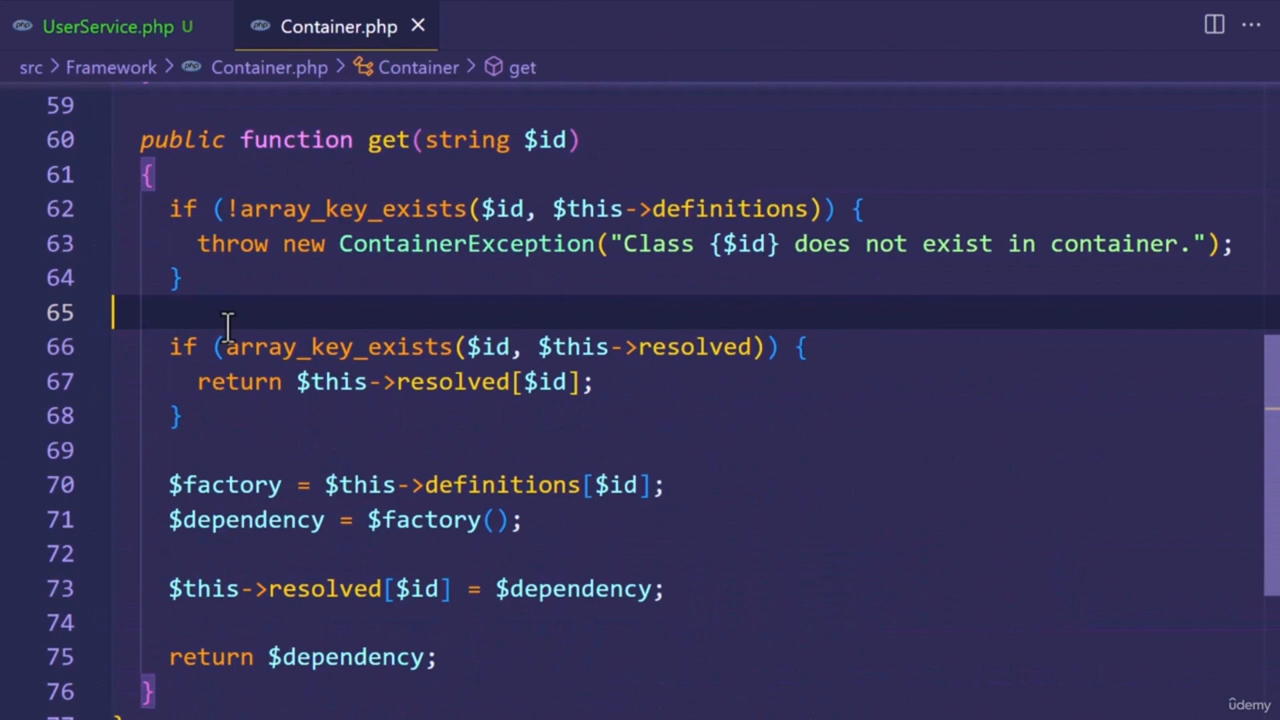 UserService.php U Container.php
src > Framework > Container.php > Container > get
59
60 public function get(string $id)
61 {
62 if (!array_key_exists($id, $this->definitions)) {
63 throw new ContainerException("Class {$id} does not exist in container.");
64 }
65
66 if (array_key_exists($id, $this->resolved)) {
67 return $this->resolved[$id];
68 }
69
70 $factory = $this->definitions[$id];
71 $dependency = $factory();
72
73 $this->resolved[$id] = $dependency;
74
75 return $dependency;
76 }
ûdemy